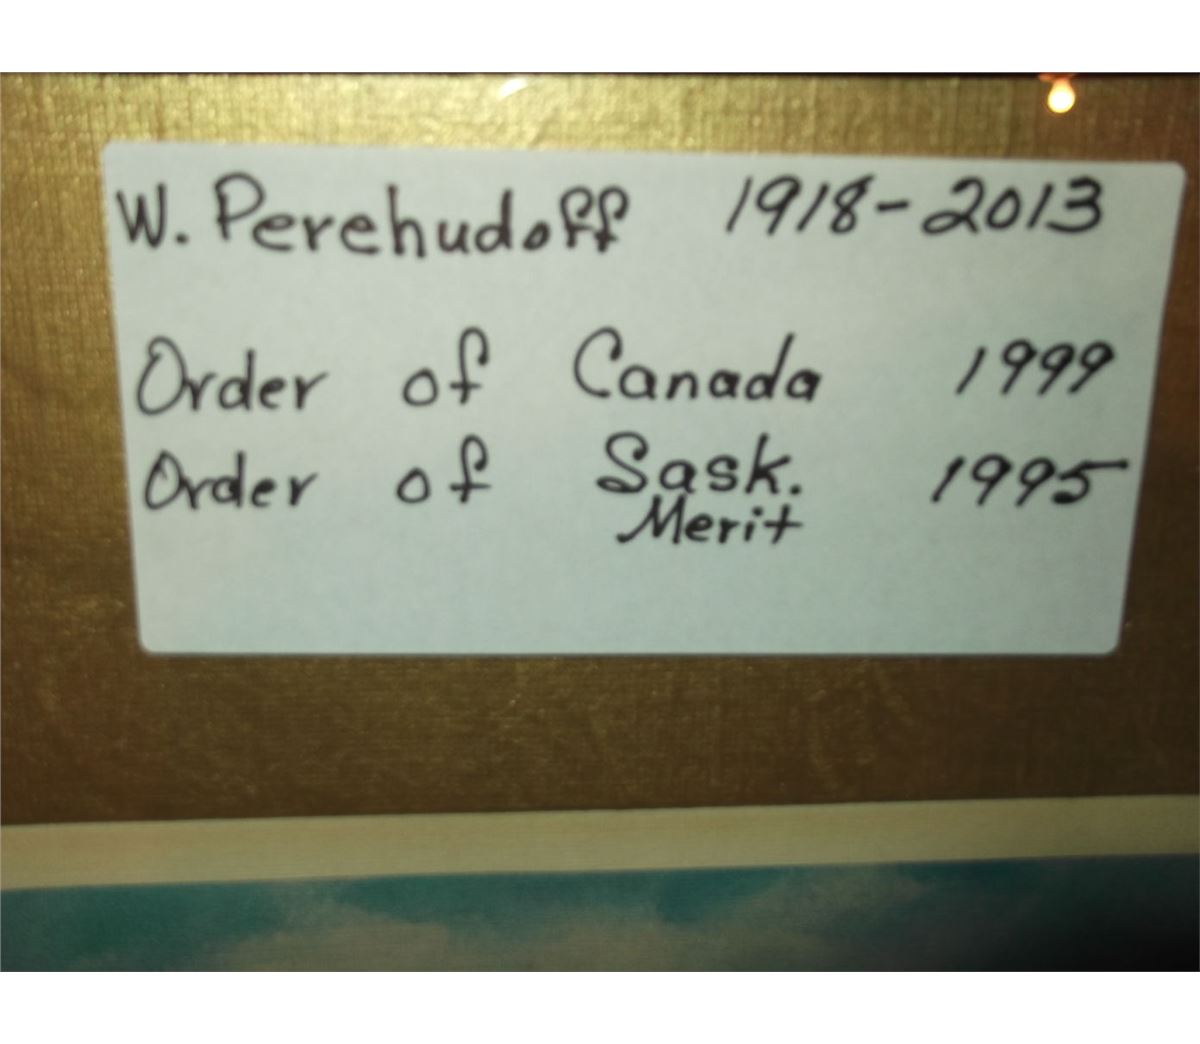 W. Perehudoff 1918-2013
Order of Canada 1999
Order of Sask. 1995
Merit